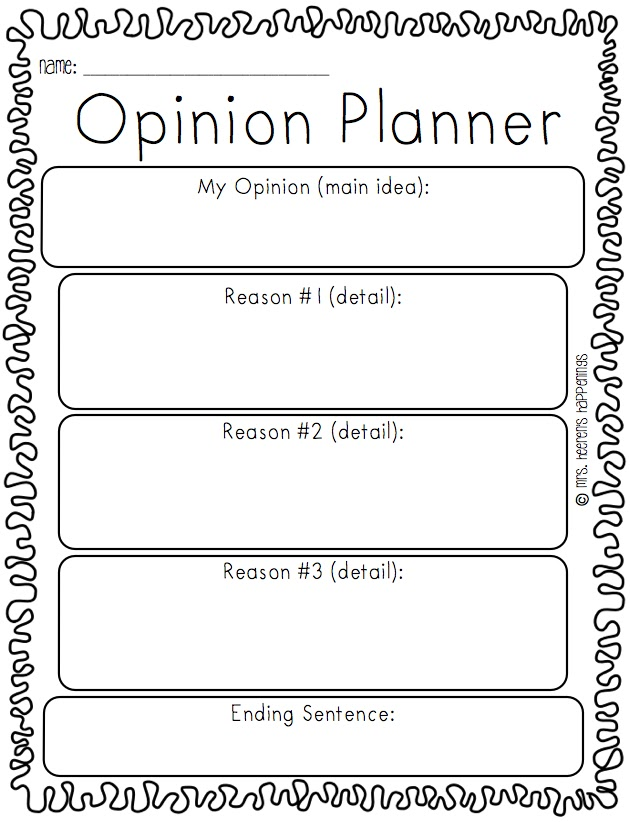 name: ____________________________
Opinion Planner
My Opinion (main idea):
Reason #1 (detail):
Reason #2 (detail):
Reason #3 (detail):
Ending Sentence:
© Mrs. Heeren's Happenings